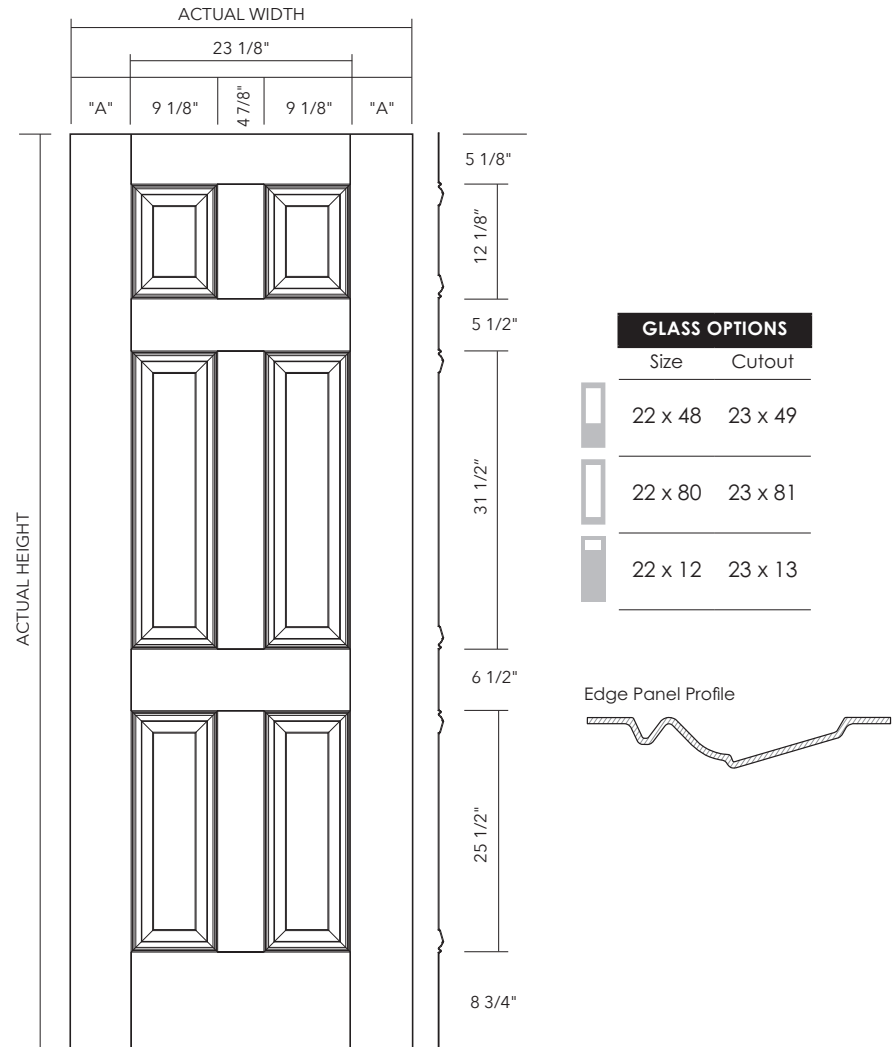 ACTUAL WIDTH
23 1/8"
"A" 9 1/8" 4 7/8" 9 1/8" "A"
5 1/8"
12 1/8"
5 1/2"
31 1/2"
6 1/2"
25 1/2"
8 3/4"
ACTUAL HEIGHT
GLASS OPTIONS
Size Cutout
22 x 48 23 x 49
22 x 80 23 x 81
22 x 12 23 x 13
Edge Panel Profile